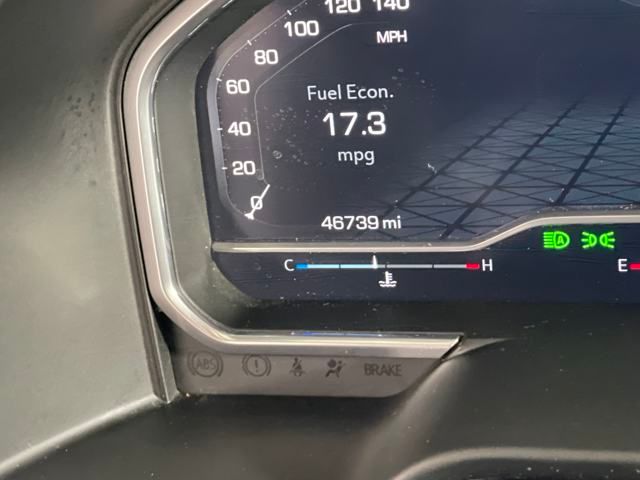 120 140
100
MPH
80
60
Fuel Econ.
17.3
40
mpg
20
0
46739 mi
A
C H E
ABS ! BRAKE